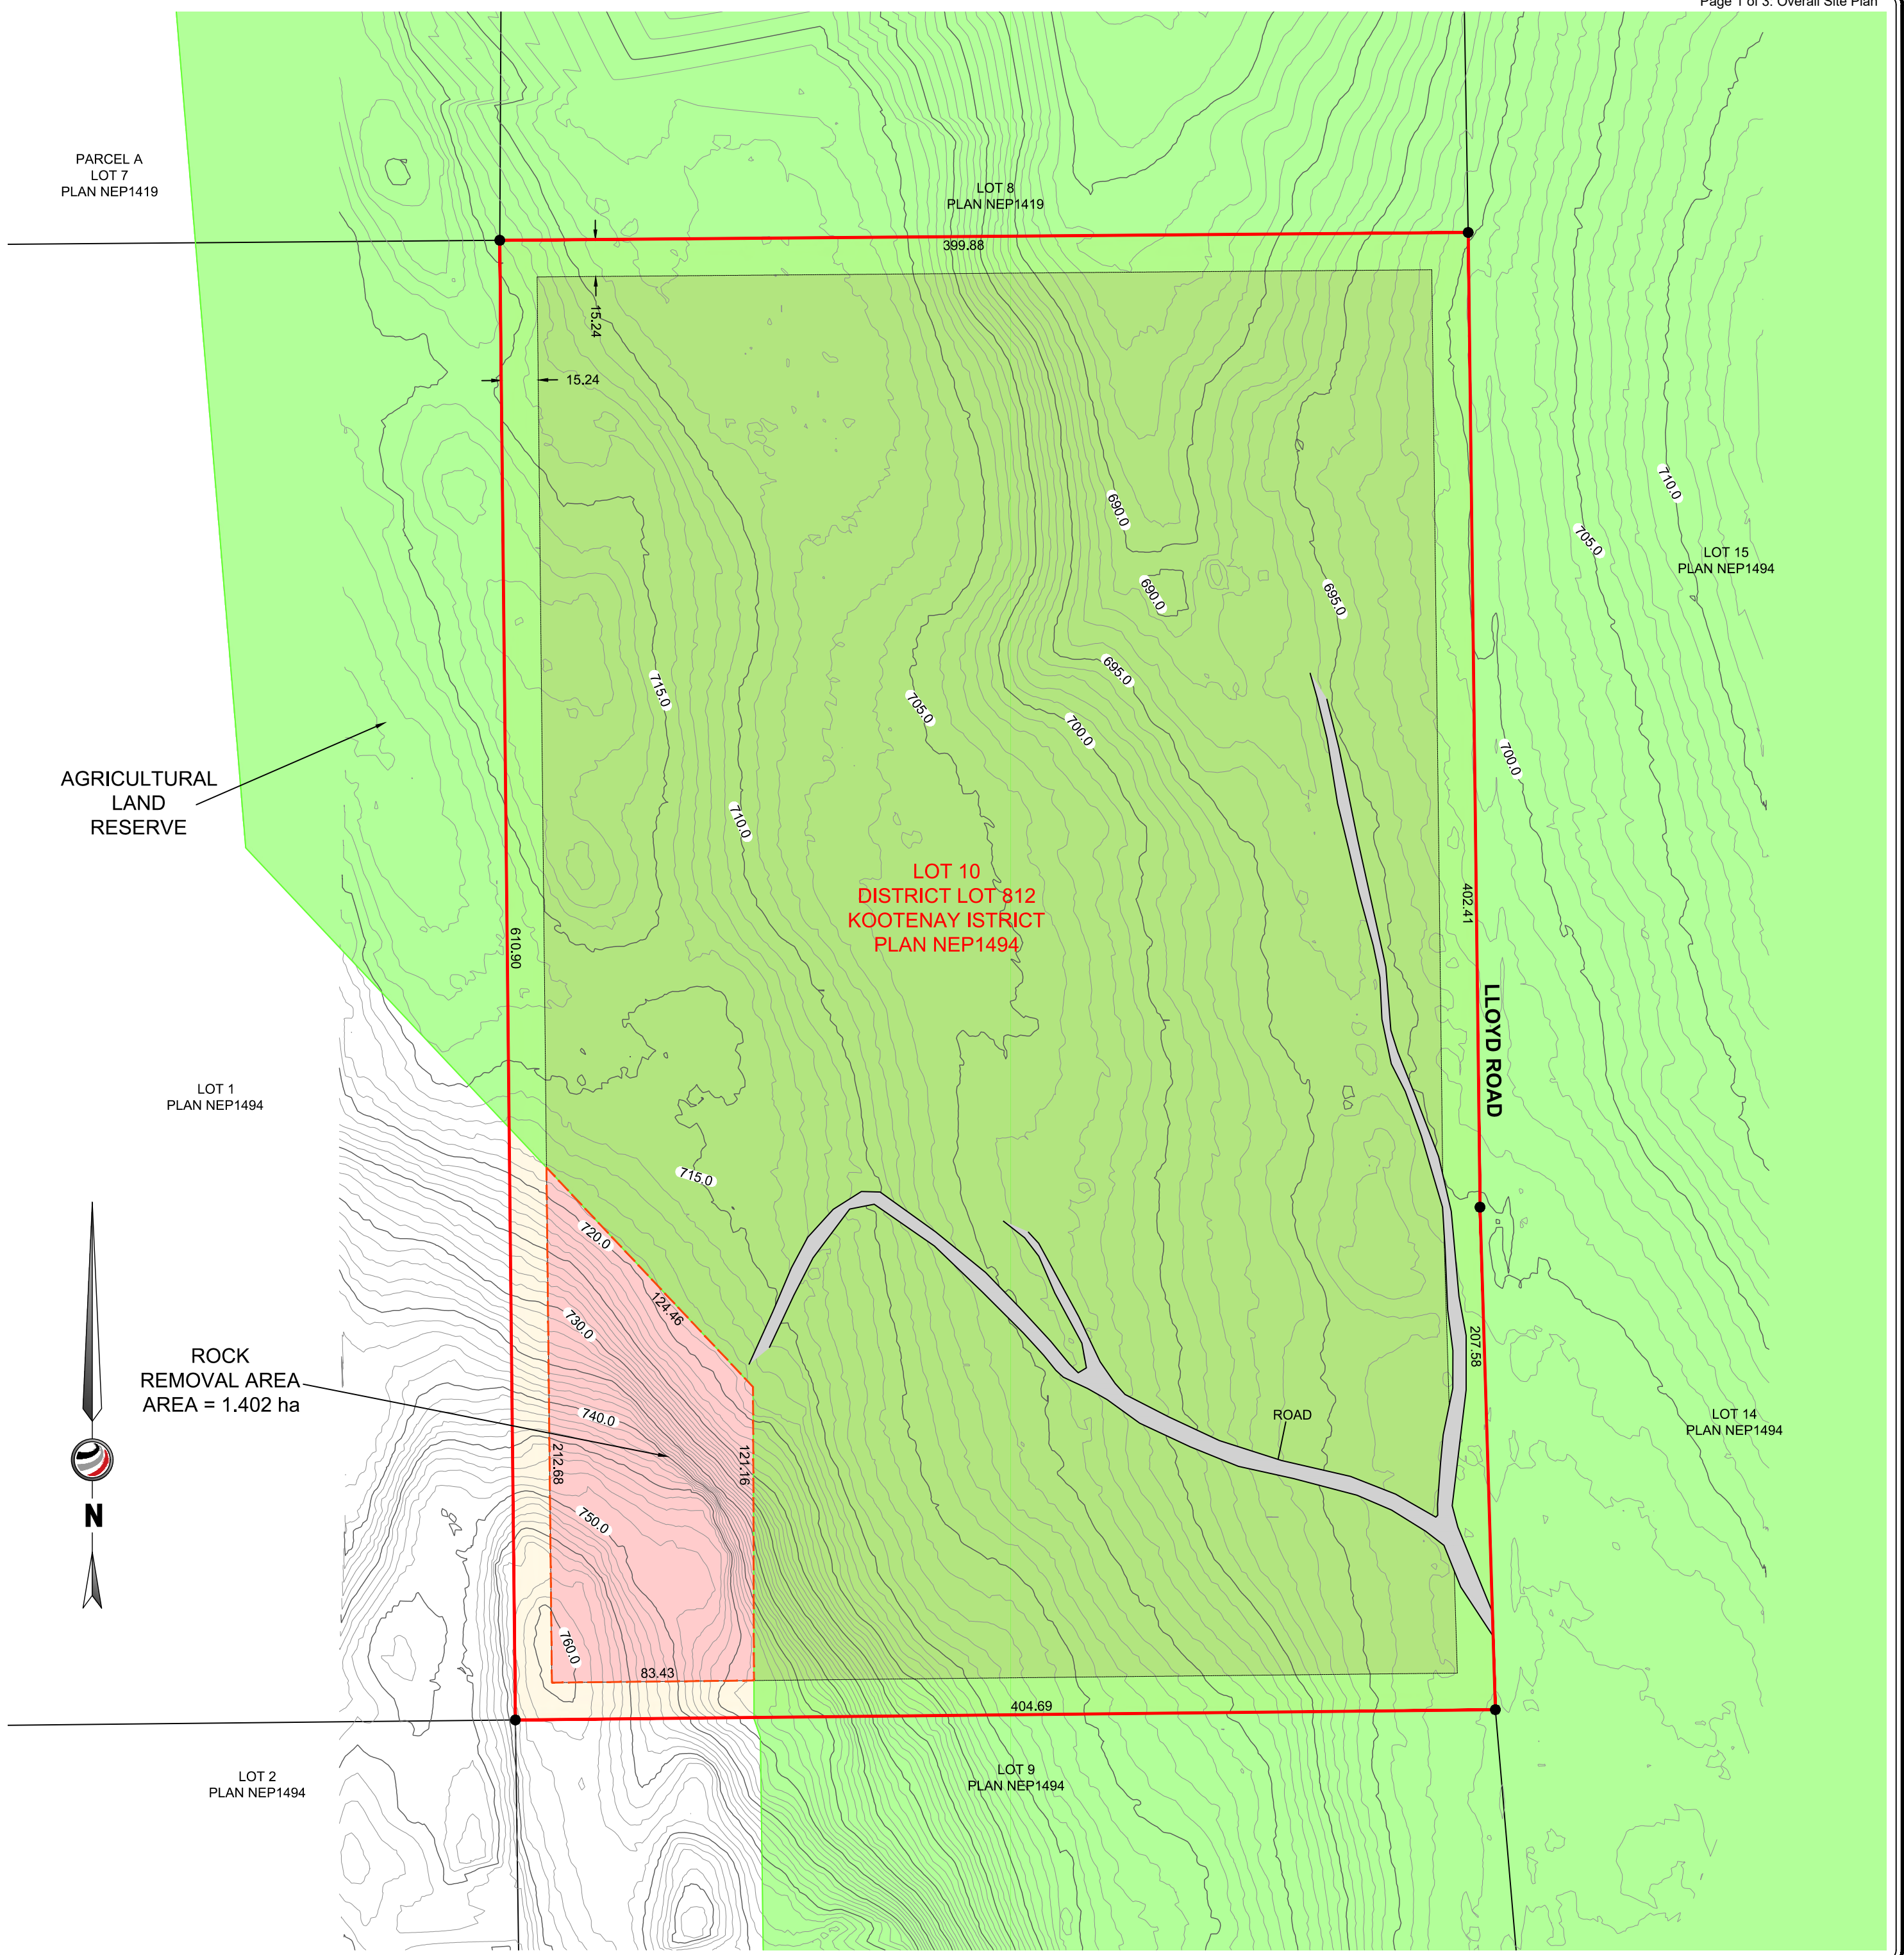 Page 1 of 3: Overall Site Plan
PARCEL A
LOT 7
PLAN NEP1419
LOT 8
PLAN NEP1419
399.88
15.24
15.24
690.0
710.0
705.0
LOT 15
PLAN NEP1494
690.0
695.0
695.0
715.0
705.0
700.0
700.0
AGRICULTURAL
LAND
RESERVE
710.0
LOT 10
DISTRICT LOT 812
KOOTENAY ISTRICT
PLAN NEP1494
402.41
610.90
LLOYD ROAD
LOT 1
PLAN NEP1494
715.0
720.0
124.46
730.0
207.58
ROCK
REMOVAL AREA
AREA = 1.402 ha
740.0
ROAD
LOT 14
PLAN NEP1494
212.68
121.16
N
750.0
760.0
83.43
404.69
LOT 2
PLAN NEP1494
LOT 9
PLAN NEP1494